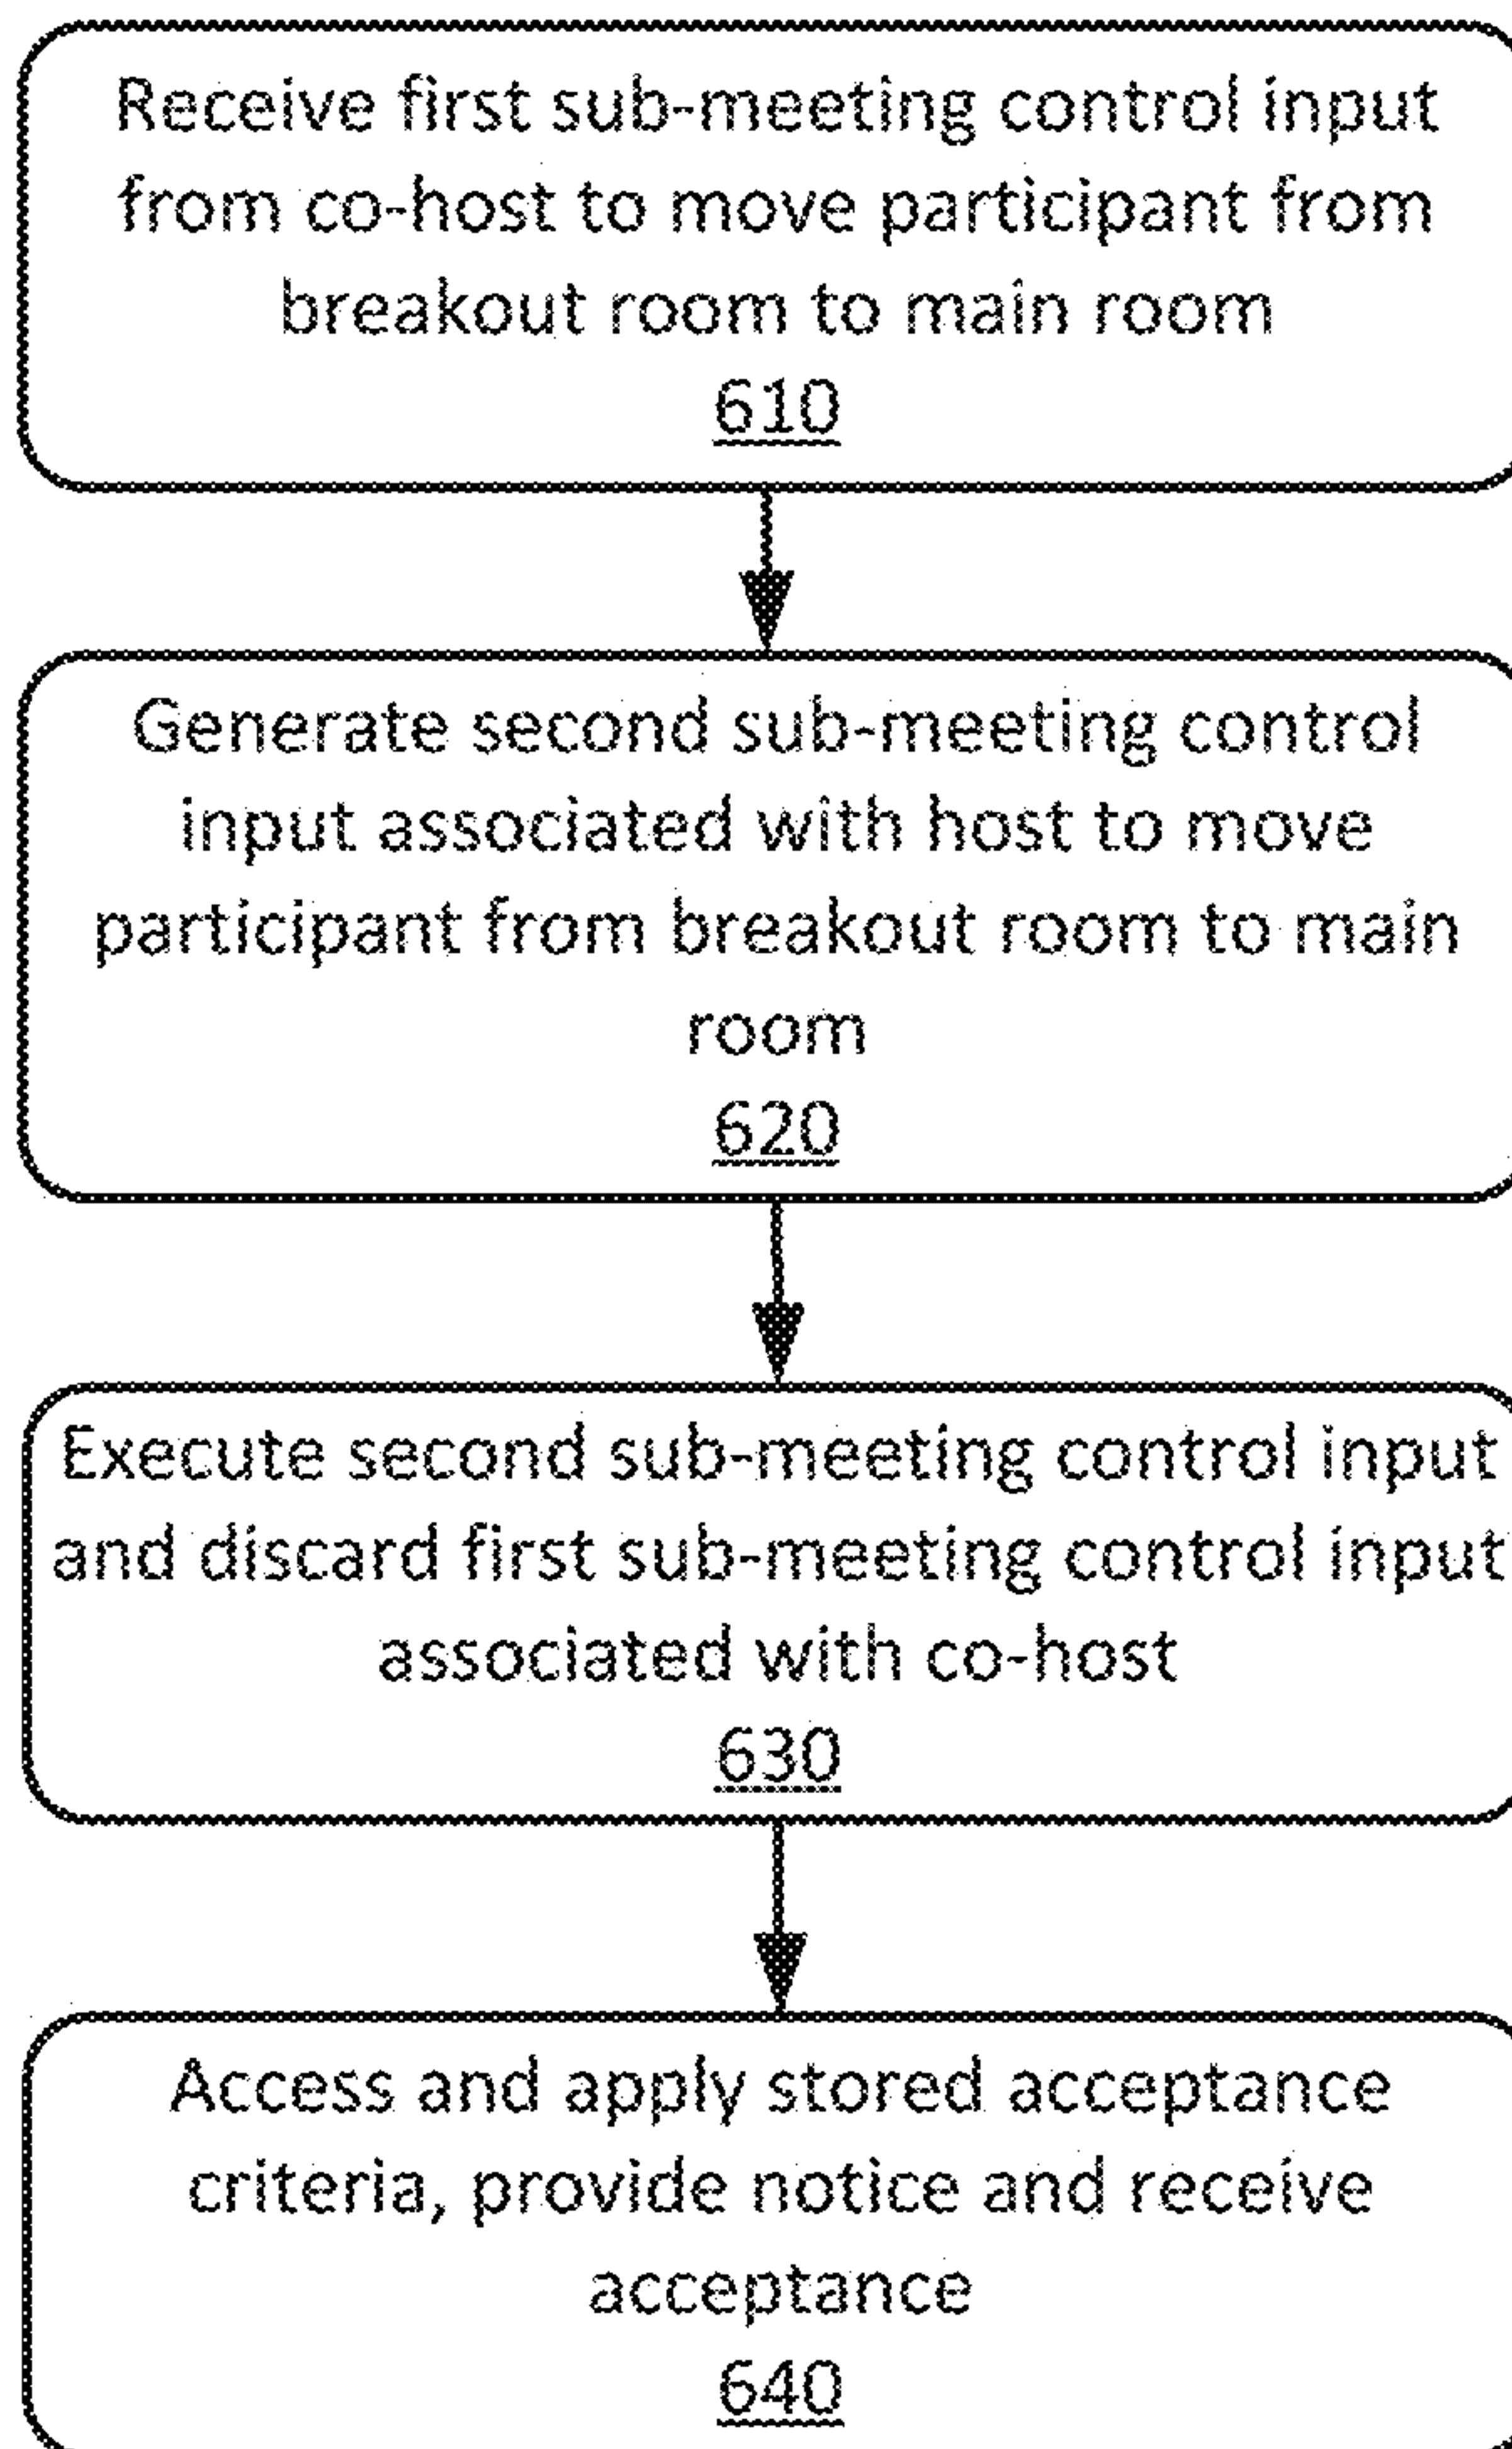 Receive first sub-meeting control input
from co-host to move participant from
breakout room to main room
610
Generate second sub-meeting control
input associated with host to move
participant from breakout room to main
room
620
Execute second sub-meeting control input
and discard first sub-meeting control input
associated with co-host
630
Access and apply stored acceptance
criteria, provide notice and receive
acceptance
640